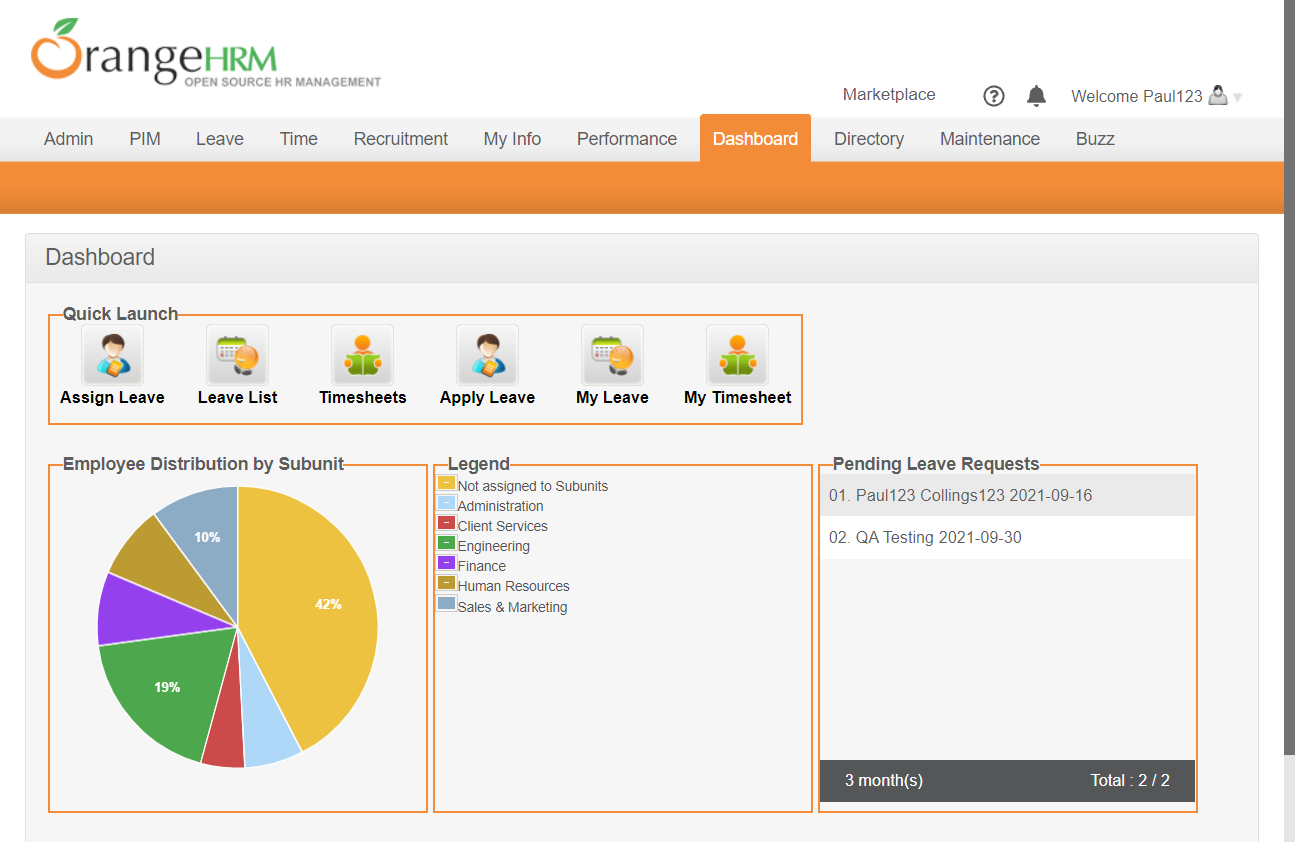 OrangeHRM
OPEN SOURCE HR MANAGEMENT
Marketplace ? Welcome Paul123
Admin PIM Leave Time Recruitment My Info Performance Dashboard Directory Maintenance Buzz
Dashboard
Quick Launch
Assign Leave Leave List Timesheets Apply Leave My Leave My Timesheet
Employee Distribution by Subunit
10%
42%
19%
Legend
Not assigned to Subunits
Administration
Client Services
Engineering
Finance
Human Resources
Sales & Marketing
Pending Leave Requests
01. Paul123 Collings123 2021-09-16
02. QA Testing 2021-09-30
3 month(s) Total : 2 / 2